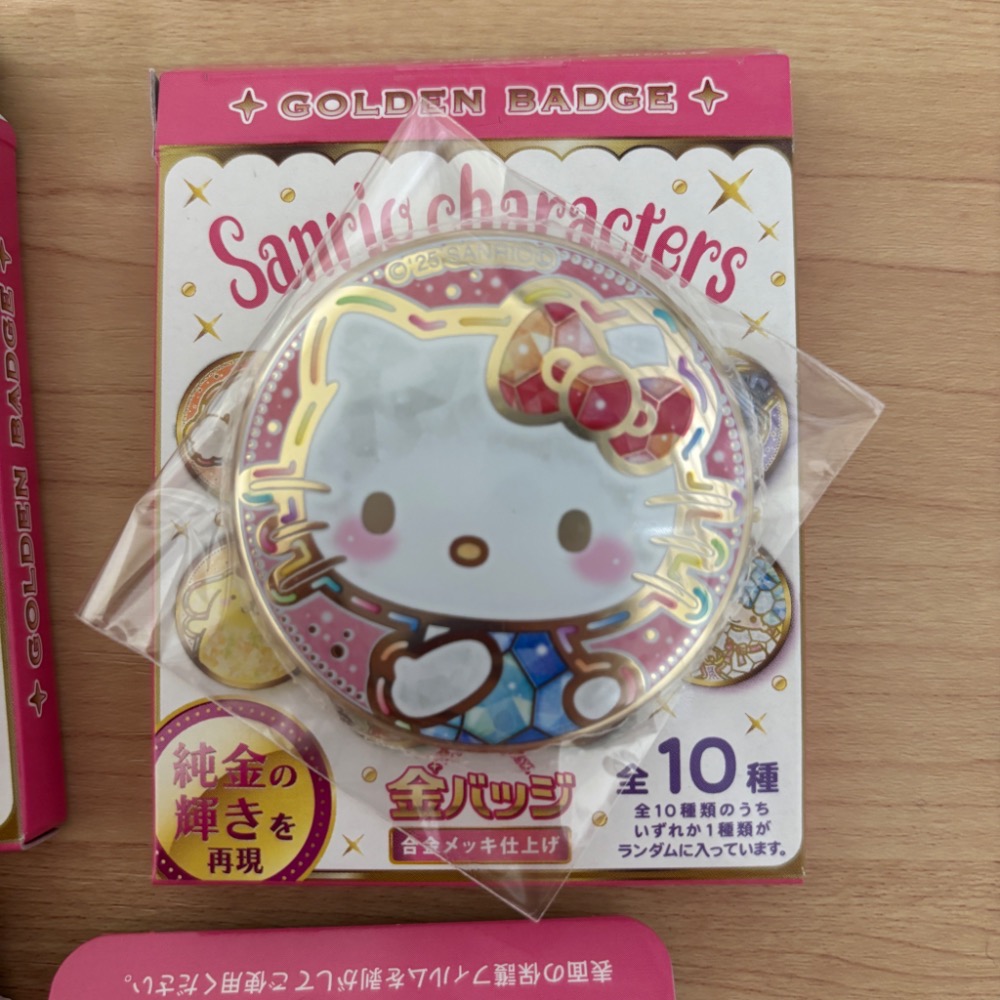 GOLDEN BADGE
Sanrio characters
© '25 SANRIO
純金の
輝きを
再現
金バッジ
合金メッキ仕上げ
全10種
全10種類のうち
いずれか1種類が
ランダムに入っています。
GOLDEN BADGE
表面の保護フィルムを剥がしてご使用ください。